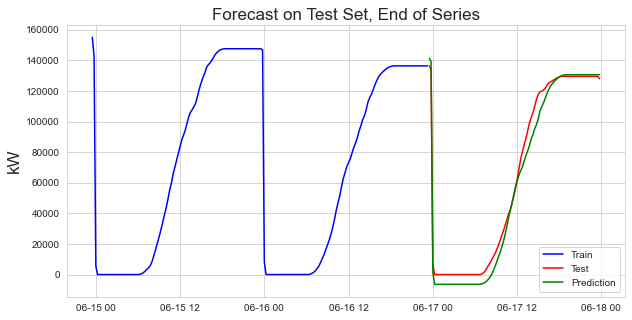 Forecast on Test Set, End of Series
kW
160000
140000
120000
100000
80000
60000
40000
20000
0
06-15 00 06-15 12 06-16 00 06-16 12 06-17 00 06-17 12 06-18 00
Train
Test
Prediction